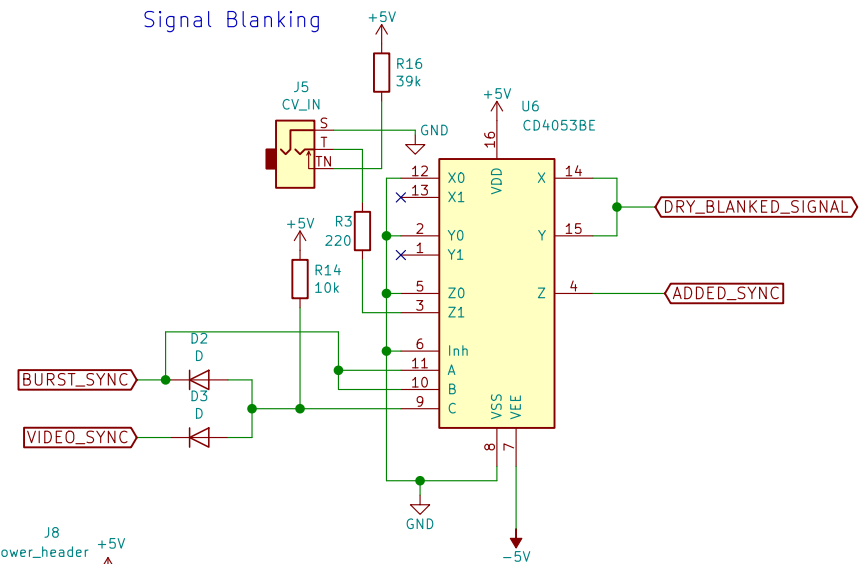 Signal Blanking
+5V
R16
39k
J5
CV_IN
S
T
TN
GND
+5V
16
U6
CD4053BE
VDD
12
X0
X
14
13
X1
DRY_BLANKED_SIGNAL
+5V
R3
220
2
Y0
Y
15
1
Y1
R14
10k
5
Z0
Z
4
ADDED_SYNC
3
Z1
D2
D
6
Inh
BURST_SYNC
11
A
10
B
D3
D
9
C
VIDEO_SYNC
VSS
VEE
8
7
GND
-5V
J8
+5V
ower_header